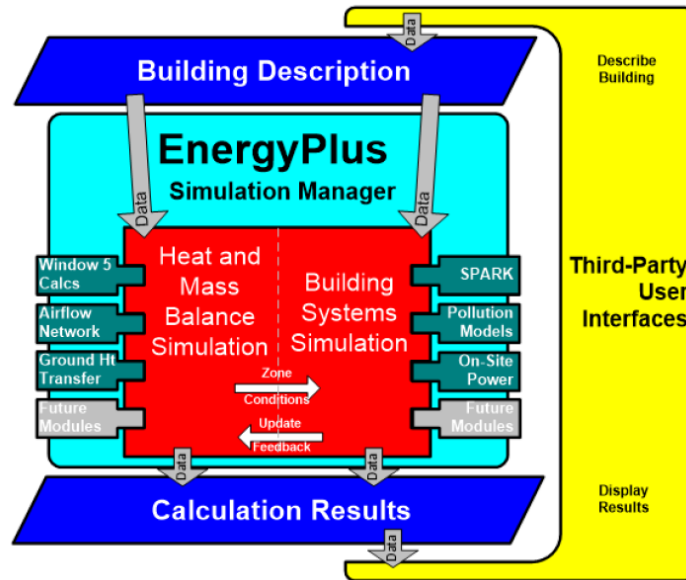 Data
Building Description
Describe
Building
EnergyPlus
Simulation Manager
Data
Data
Window 5
Calcs
Airflow
Network
Ground Ht
Transfer
Future
Modules
Heat and
Mass
Balance
Simulation
Building
Systems
Simulation
Zone
Conditions
Update
Feedback
SPARK
Pollution
Models
On-Site
Power
Future
Modules
Third-Party
User
Interfaces
Data
Data
Calculation Results
Display
Results
Data